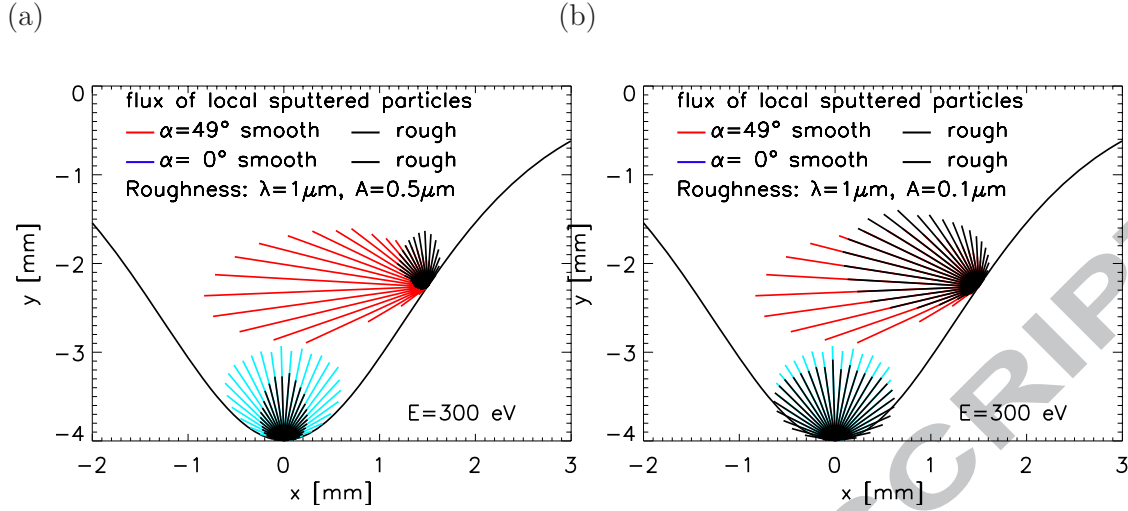 (a)
(b)
flux of local sputtered particles
α=49° smooth rough
α= 0° smooth rough
Roughness: λ=1μm, A=0.5μm
E=300 eV
0
−1
−2
−3
−4
y [mm]
−2 −1 0 1 2 3
x [mm]
flux of local sputtered particles
α=49° smooth rough
α= 0° smooth rough
Roughness: λ=1μm, A=0.1μm
E=300 eV
0
−1
−2
−3
−4
y [mm]
−2 −1 0 1 2 3
x [mm]
CCRIP